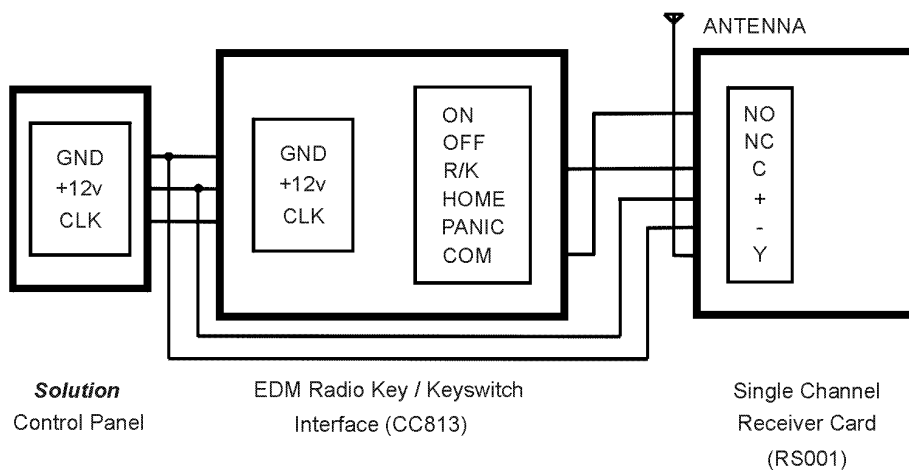 ANTENNA
GND
+12v
CLK
GND
+12v
CLK
ON
OFF
R/K
HOME
PANIC
COM
NO
NC
C
+
-
Y
Solution
Control Panel
EDM Radio Key / Keyswitch
Interface (CC813)
Single Channel
Receiver Card
(RS001)